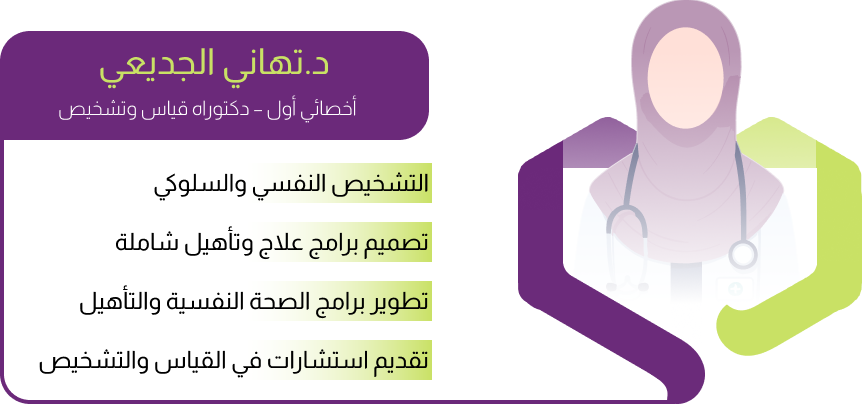 د.تهاني الجديعي
أخصائي أول – دكتوراه قياس وتشخيص
التشخيص النفسي والسلوكي
تصميم برامج علاج وتأهيل شاملة
تطوير برامج الصحة النفسية والتأهيل
تقديم استشارات في القياس والتشخيص